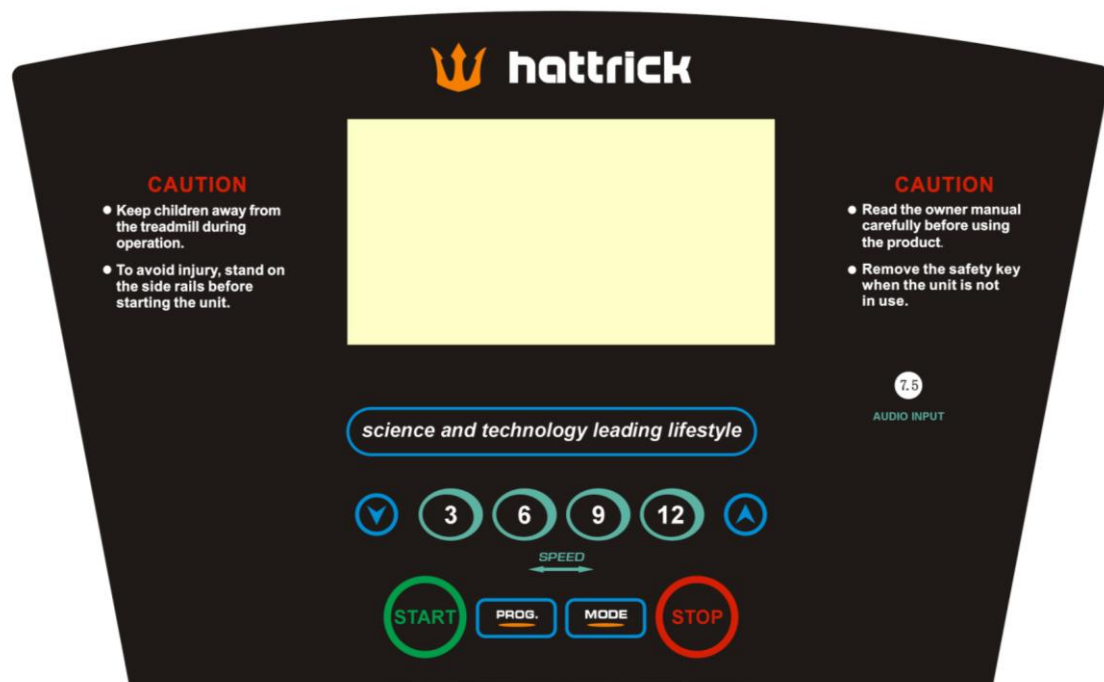 hattrick
CAUTION
● Keep children away from
the treadmill during
operation.
● To avoid injury, stand on
the side rails before
starting the unit.
CAUTION
● Read the owner manual
carefully before using
the product.
● Remove the safety key
when the unit is not
in use.
7.5
AUDIO INPUT
science and technology leading lifestyle
3 6 9 12
SPEED
START PROG. MODE STOP